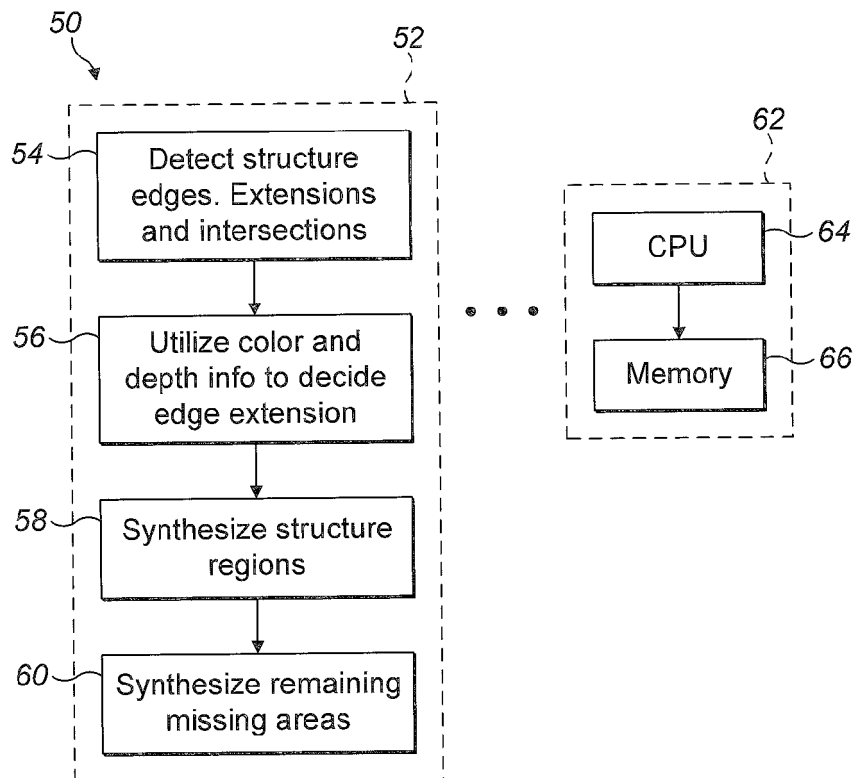 50
52
54
Detect structure
edges. Extensions
and intersections
56
Utilize color and
depth info to decide
edge extension
58
Synthesize structure
regions
60
Synthesize remaining
missing areas
62
CPU
64
Memory
66